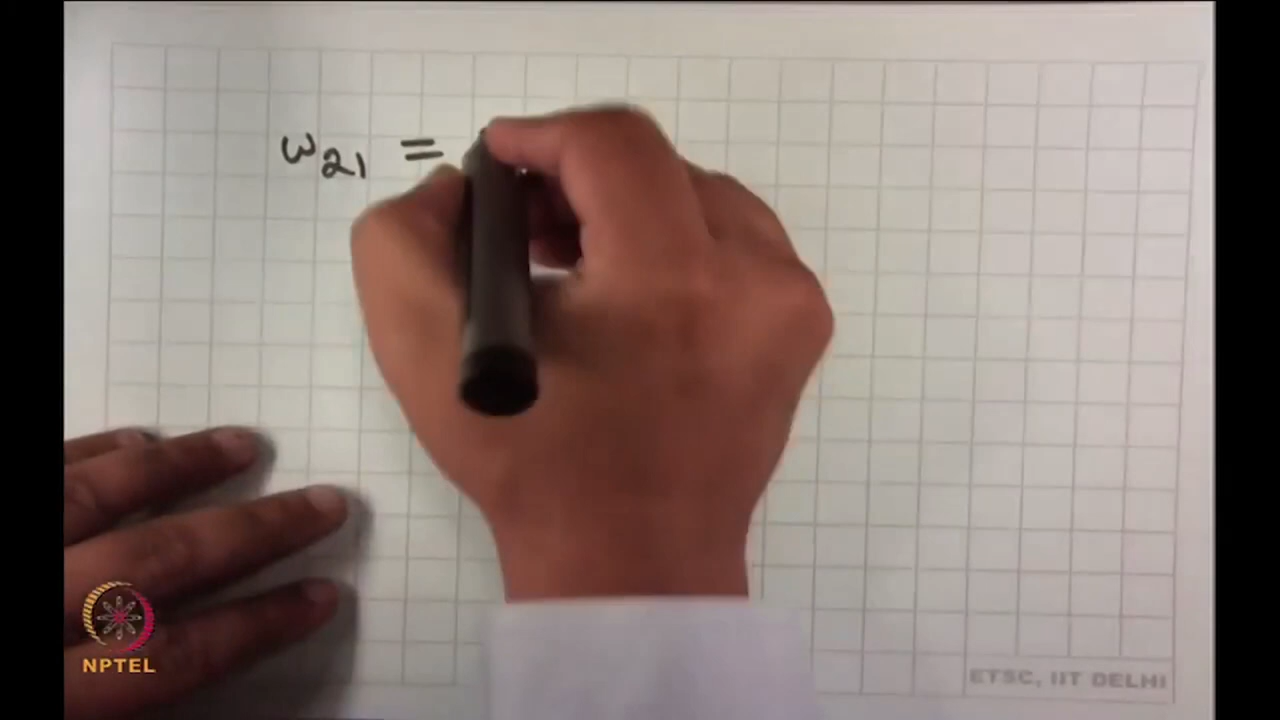 ω₂₁ =
NPTEL
ETSC, IIT DELHI